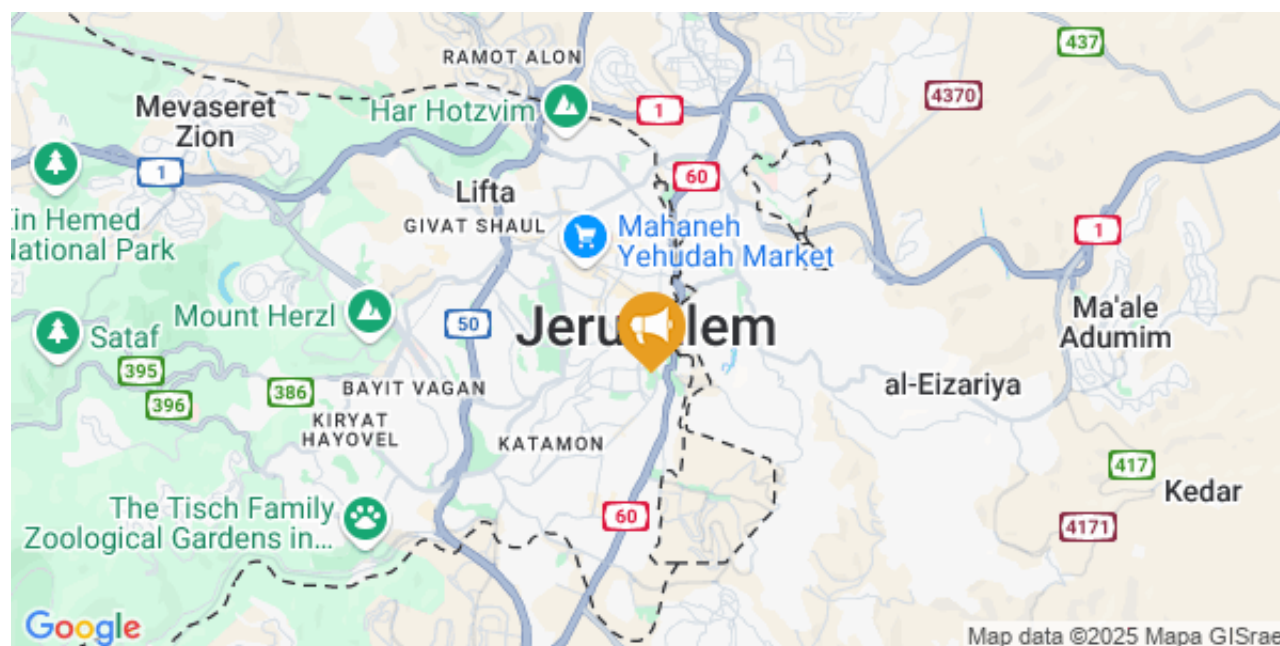 RAMOT ALON
437
4370
Mevaseret
Zion
Har Hotzvim
1
60
1
Lifta
GIVAT SHAUL
Mahaneh
Yehudah Market
in Hemed
National Park
1
Mount Herzl
50
Jeru lem
Ma'ale
Adumim
Sataf
395
386
396
BAYIT VAGAN
al-Eizariya
KIRYAT
HAYOVEL
KATAMON
417
Kedar
The Tisch Family
Zoological Gardens in...
60
4171
Google
Map data ©2025 Mapa GISrae